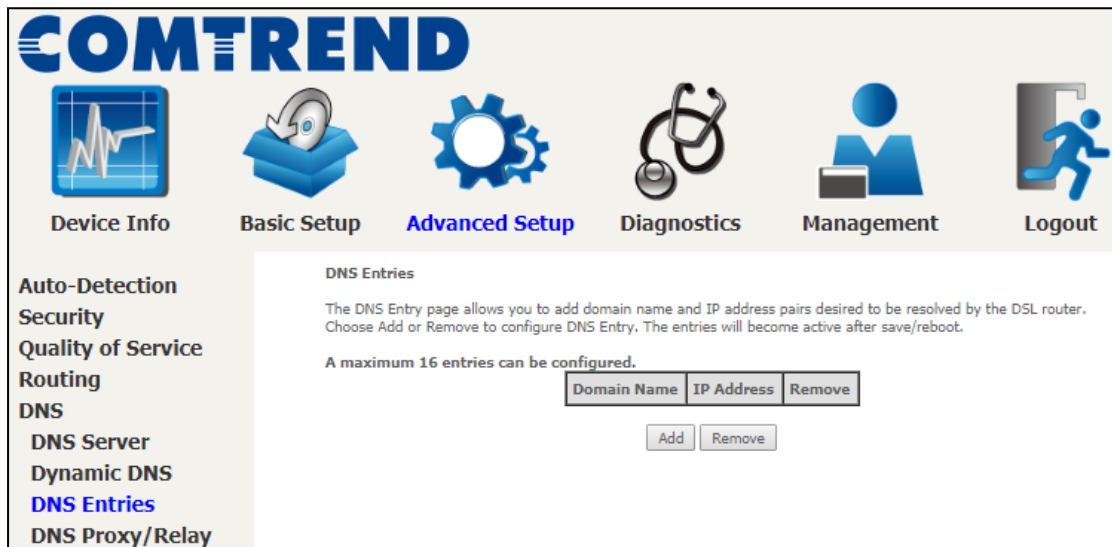 COMTREND
Device Info
Basic Setup
Advanced Setup
Diagnostics
Management
Logout
Auto-Detection
Security
Quality of Service
Routing
DNS
DNS Server
Dynamic DNS
DNS Entries
DNS Proxy/Relay
DNS Entries
The DNS Entry page allows you to add domain name and IP address pairs desired to be resolved by the DSL router.
Choose Add or Remove to configure DNS Entry. The entries will become active after save/reboot.
A maximum 16 entries can be configured.
Domain Name IP Address Remove
Add Remove